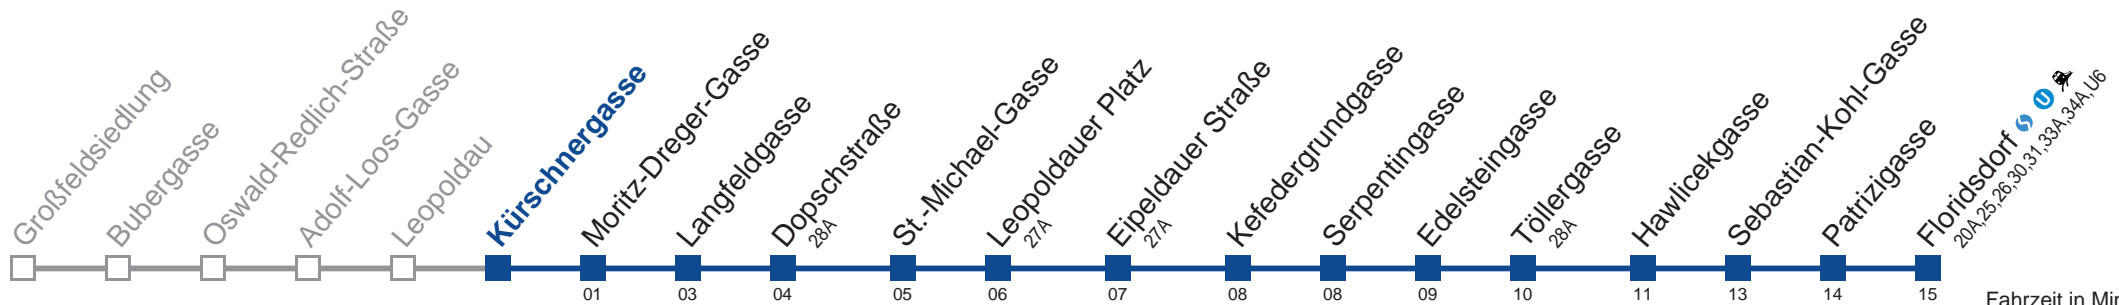 Großfeldsiedlung
Bubergasse
Oswald-Redlich-Straße
Adolf-Loos-Gasse
Leopoldau
Kürschnergasse
Moritz-Dreger-Gasse
Langfeldgasse
Dopschstraße
28A
St.-Michael-Gasse
Leopoldauer Platz
27A
Eipeldauer Straße
27A
Kefedergrundgasse
Serpentingasse
Edelsteingasse
Töllergasse
28A
Hawlicekgasse
Sebastian-Kohl-Gasse
Patrizigasse
Floridsdorf S U
20A,25,26,30,31,33A,34A,U6
01 03 04 05 06 07 08 08 09 10 11 13 14 15
Fahrzeit in Min